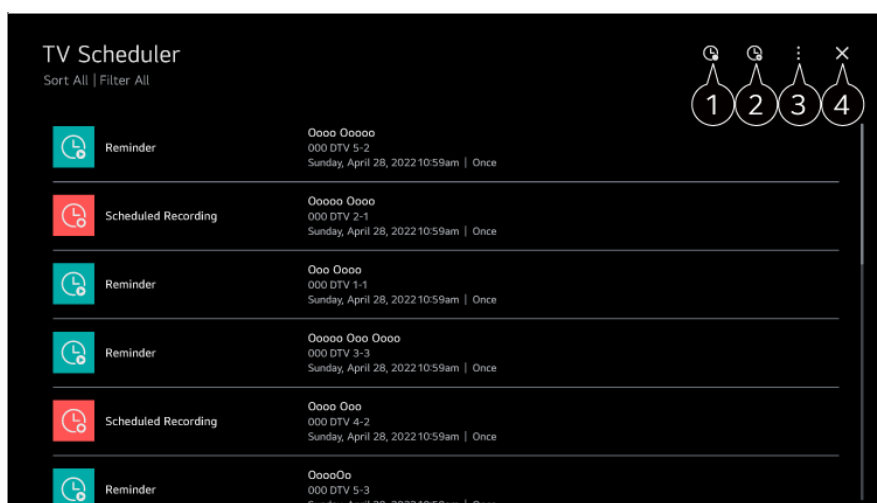 TV Scheduler
Sort All | Filter All
1 2 3 4
Reminder
Oooo Ooooo
000 DTV 5-2
Sunday, April 28, 2022 10:59am | Once
Scheduled Recording
Ooooo Oooo
000 DTV 2-1
Sunday, April 28, 2022 10:59am | Once
Reminder
Ooo Oooo
000 DTV 1-1
Sunday, April 28, 2022 10:59am | Once
Reminder
Ooooo Ooo Oooo
000 DTV 3-3
Sunday, April 28, 2022 10:59am | Once
Scheduled Recording
Oooo Ooo
000 DTV 4-2
Sunday, April 28, 2022 10:59am | Once
Reminder
OoooOo
000 DTV 5-3